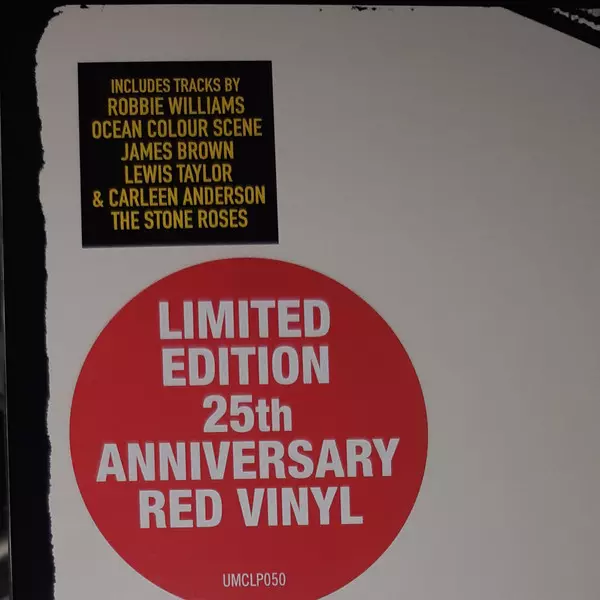 INCLUDES TRACKS BY
ROBBIE WILLIAMS
OCEAN COLOUR SCENE
JAMES BROWN
LEWIS TAYLOR
& CARLEEN ANDERSON
THE STONE ROSES
LIMITED
EDITION
25th
ANNIVERSARY
RED VINYL
UMCLP050